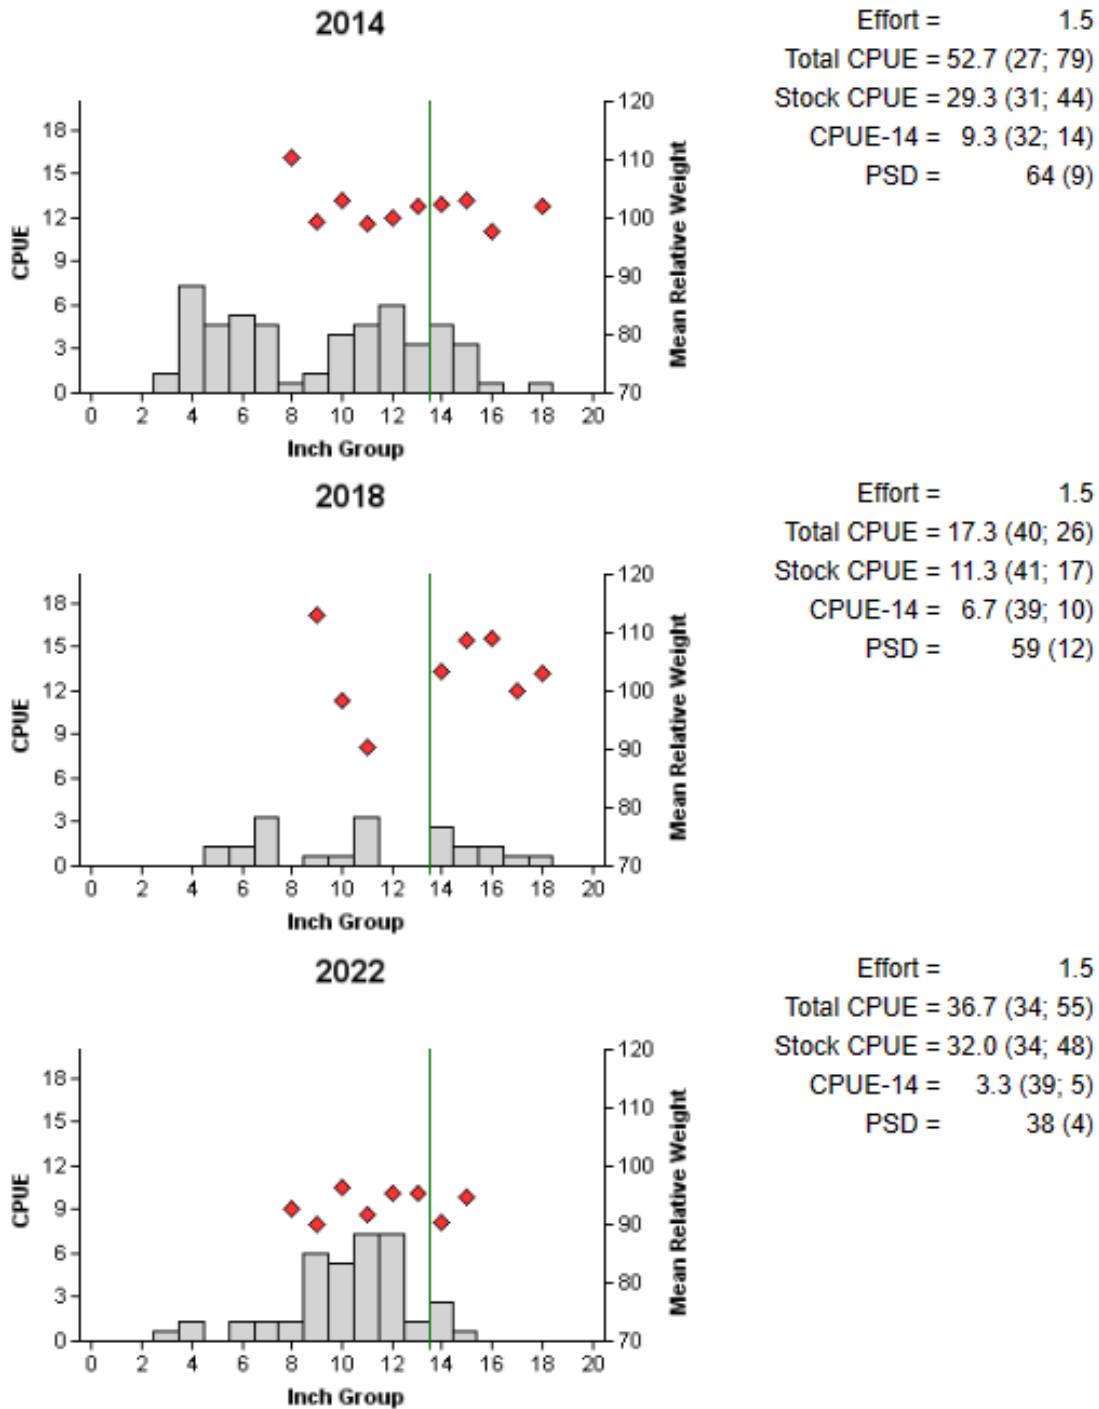 2014
Effort = 1.5
Total CPUE = 52.7 (27; 79)
Stock CPUE = 29.3 (31; 44)
CPUE-14 = 9.3 (32; 14)
PSD = 64 (9)
18 15 12 9 6 3 0
CPUE
120 110 100 90 80 70
Mean Relative Weight
0 2 4 6 8 10 12 14 16 18 20
Inch Group
2018
Effort = 1.5
Total CPUE = 17.3 (40; 26)
Stock CPUE = 11.3 (41; 17)
CPUE-14 = 6.7 (39; 10)
PSD = 59 (12)
18 15 12 9 6 3 0
CPUE
120 110 100 90 80 70
Mean Relative Weight
0 2 4 6 8 10 12 14 16 18 20
Inch Group
2022
Effort = 1.5
Total CPUE = 36.7 (34; 55)
Stock CPUE = 32.0 (34; 48)
CPUE-14 = 3.3 (39; 5)
PSD = 38 (4)
18 15 12 9 6 3 0
CPUE
120 110 100 90 80 70
Mean Relative Weight
0 2 4 6 8 10 12 14 16 18 20
Inch Group